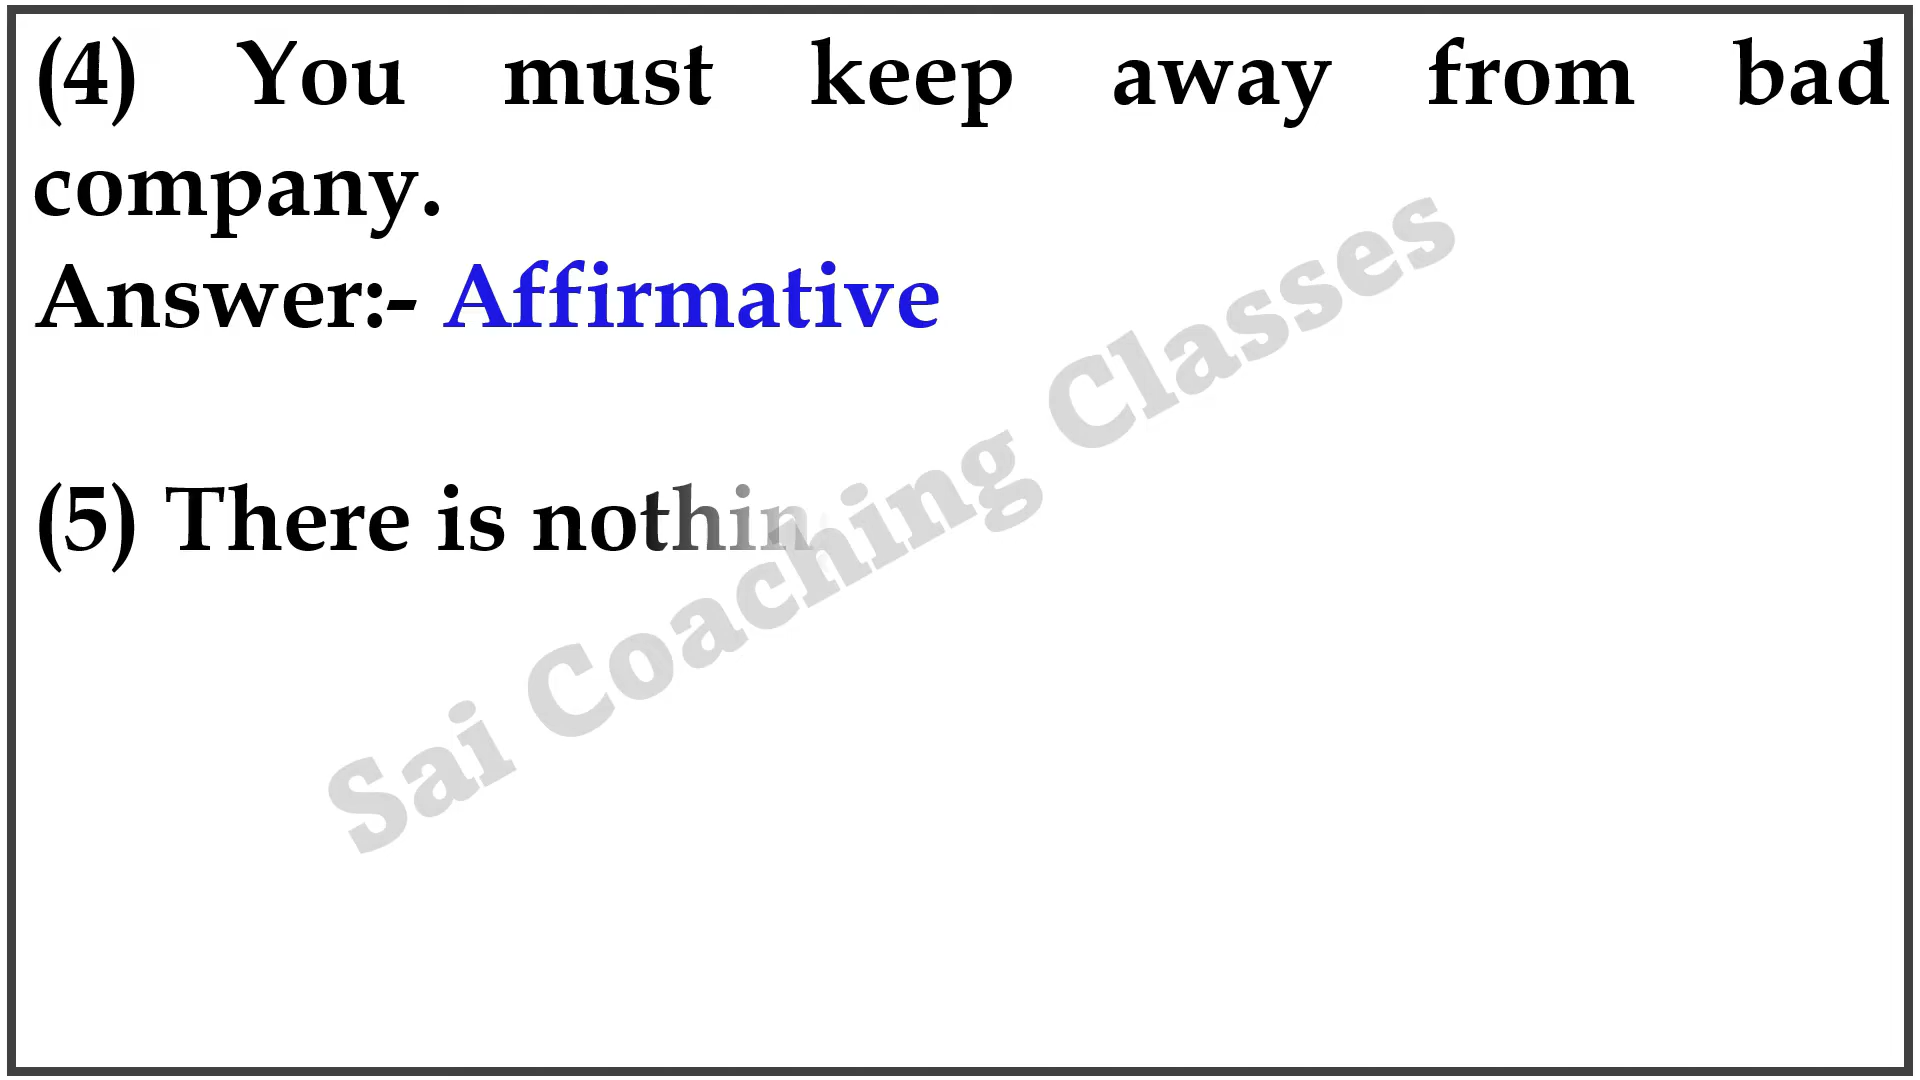 (4) You must keep away from bad
company.
Answer:- Affirmative
(5) There is nothin
Sai Coaching Classes